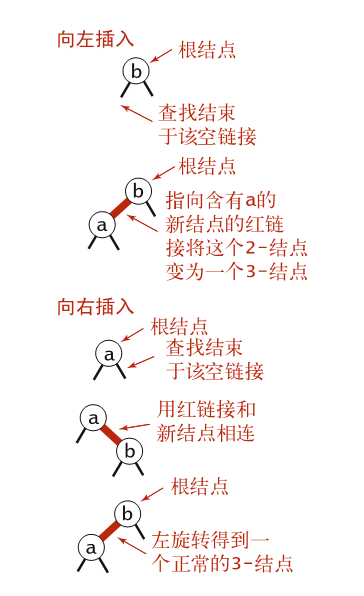 向左插入
根结点
b
查找结束
于该空链接
根结点
b
指向含有a的
a
新结点的红链
接将这个2-结点
变为一个3-结点
向右插入
根结点
a
查找结束
于该空链接
a
用红链接和
新结点相连
b
根结点
b
左旋转得到一
a
个正常的3-结点